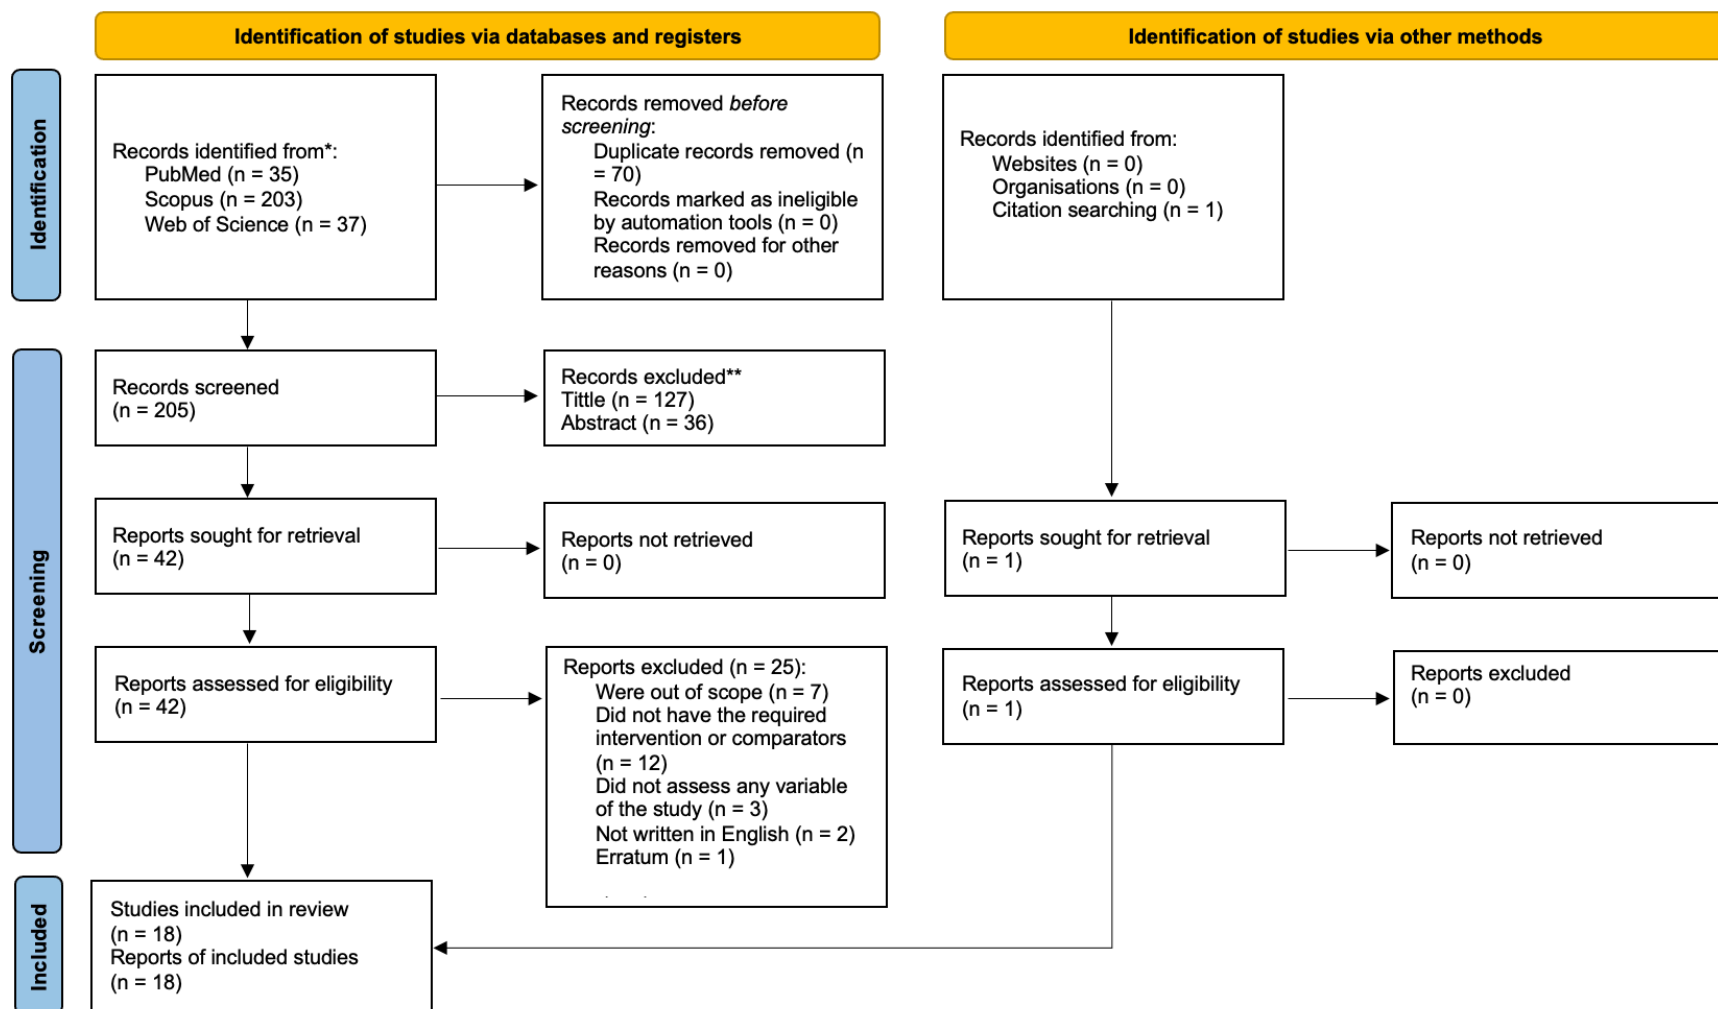 Identification of studies via databases and registers
Identification of studies via other methods
Identification
Records identified from*:
PubMed (n = 35)
Scopus (n = 203)
Web of Science (n = 37)
Records removed before
screening:
Duplicate records removed (n
= 70)
Records marked as ineligible
by automation tools (n = 0)
Records removed for other
reasons (n = 0)
Records identified from:
Websites (n = 0)
Organisations (n = 0)
Citation searching (n = 1)
Screening
Records screened
(n = 205)
Records excluded**
Tittle (n = 127)
Abstract (n = 36)
Reports sought for retrieval
(n = 42)
Reports not retrieved
(n = 0)
Reports sought for retrieval
(n = 1)
Reports not retrieved
(n = 0)
Reports assessed for eligibility
(n = 42)
Reports excluded (n = 25):
Were out of scope (n = 7)
Did not have the required
intervention or comparators
(n = 12)
Did not assess any variable
of the study (n = 3)
Not written in English (n = 2)
Erratum (n = 1)
Reports assessed for eligibility
(n = 1)
Reports excluded
(n = 0)
Included
Studies included in review
(n = 18)
Reports of included studies
(n = 18)